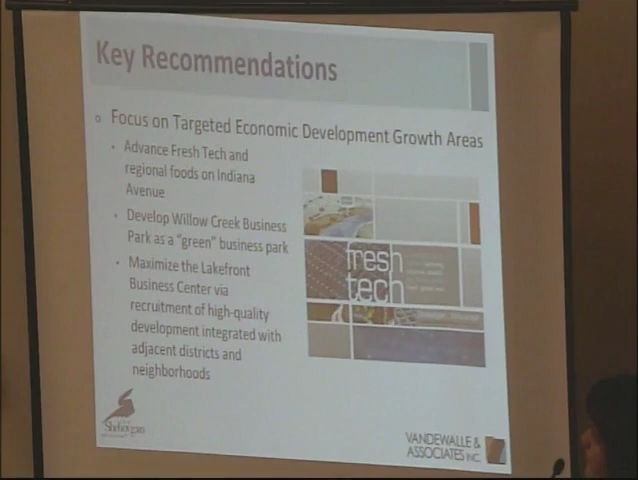 Key Recommendations
Focus on Targeted Economic Development Growth Areas
Advance Fresh Tech and
regional foods on Indiana
Avenue
Develop Willow Creek Business
Park as a "green" business park
Maximize the Lakefront
Business Center via
recruitment of high-quality
development integrated with
adjacent districts and
neighborhoods
fresh
tech
Sheboygan
VANDEWALLE &
ASSOCIATES INC.